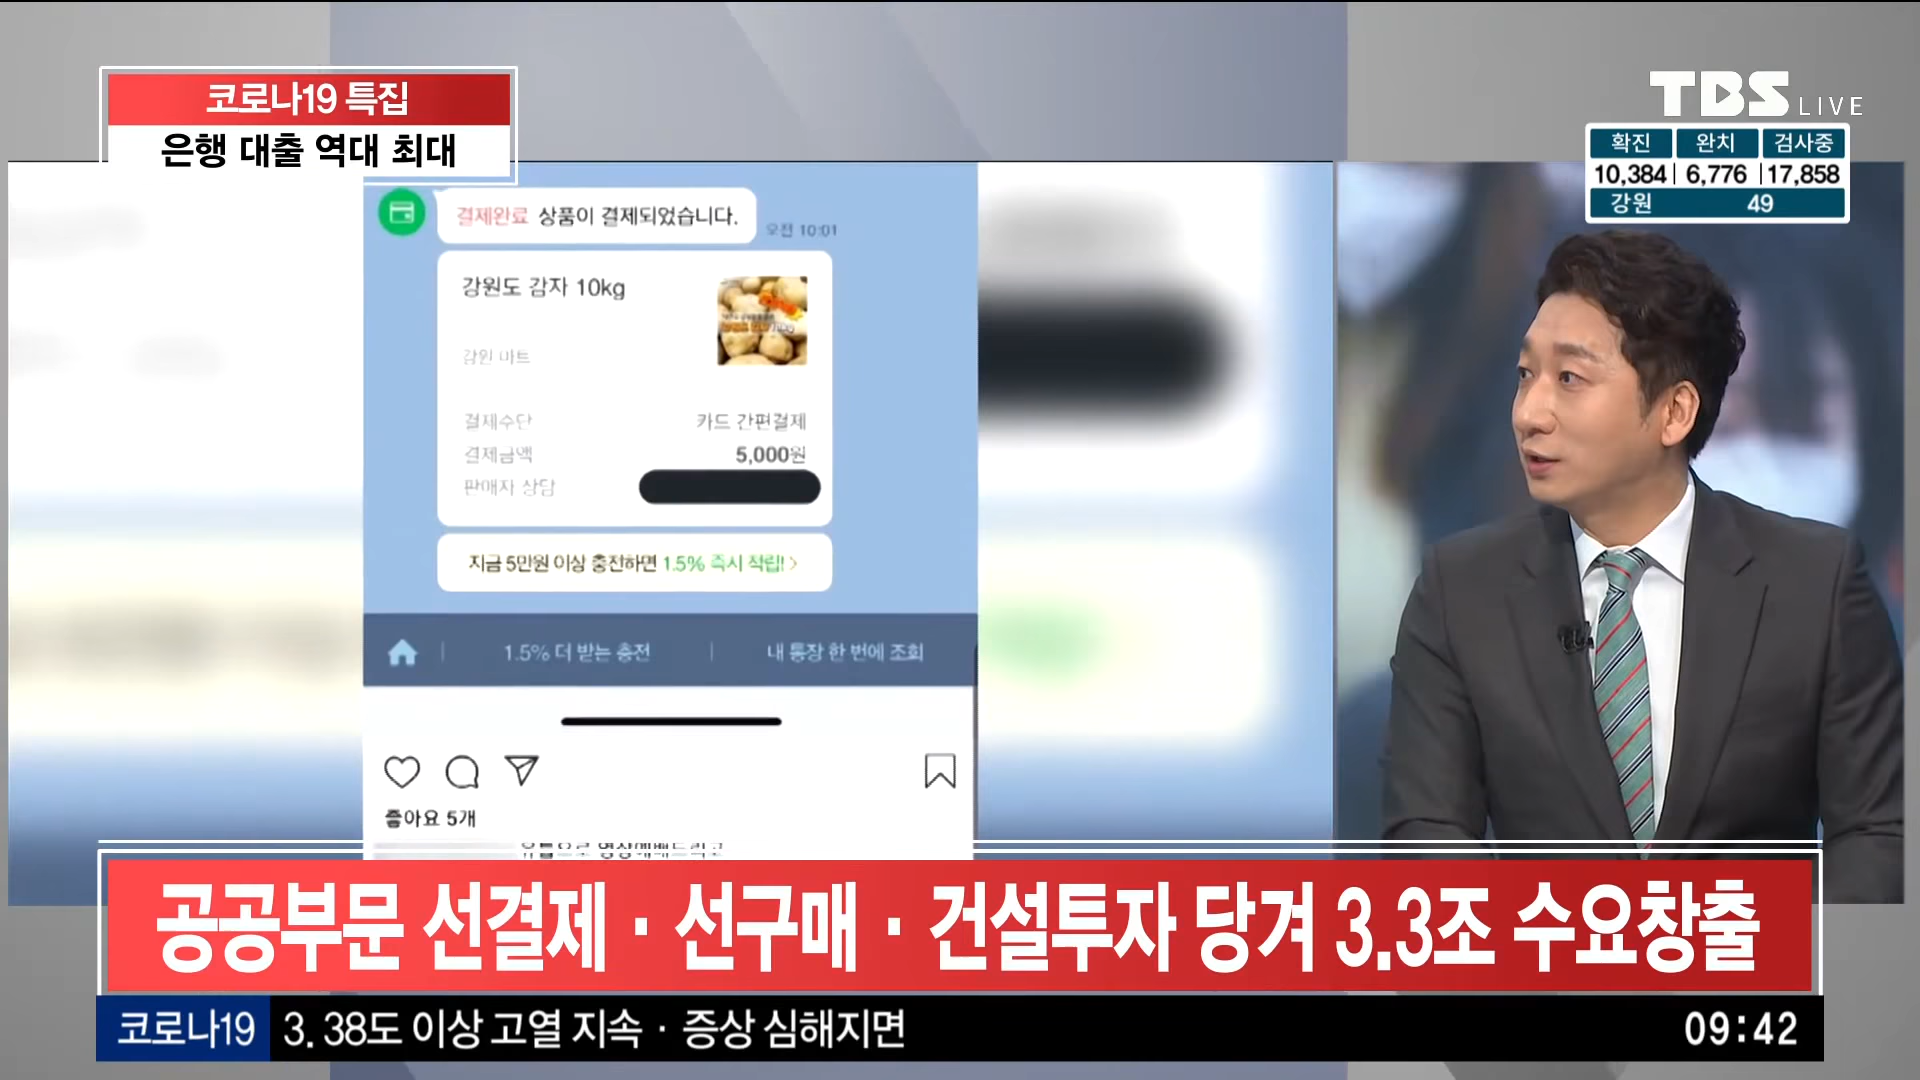 코로나19 특집
은행 대출 역대 최대
TBS LIVE
확진 완치 검사중
10,384 6,776 17,858
강원 49
결제완료 상품이 결제되었습니다.
오전 10:01
강원도 감자 10kg
강원 마트
결제수단 카드 간편결제
결제금액 5,000원
판매자 상담
지금 5만원 이상 충전하면 1.5% 즉시 적립! >
1.5% 더 받는 충전
내 통장 한 번에 조회
좋아요 5개
공공부문 선결제·선구매·건설투자 당겨 3.3조 수요창출
코로나19 3. 38도 이상 고열 지속·증상 심해지면 09:42